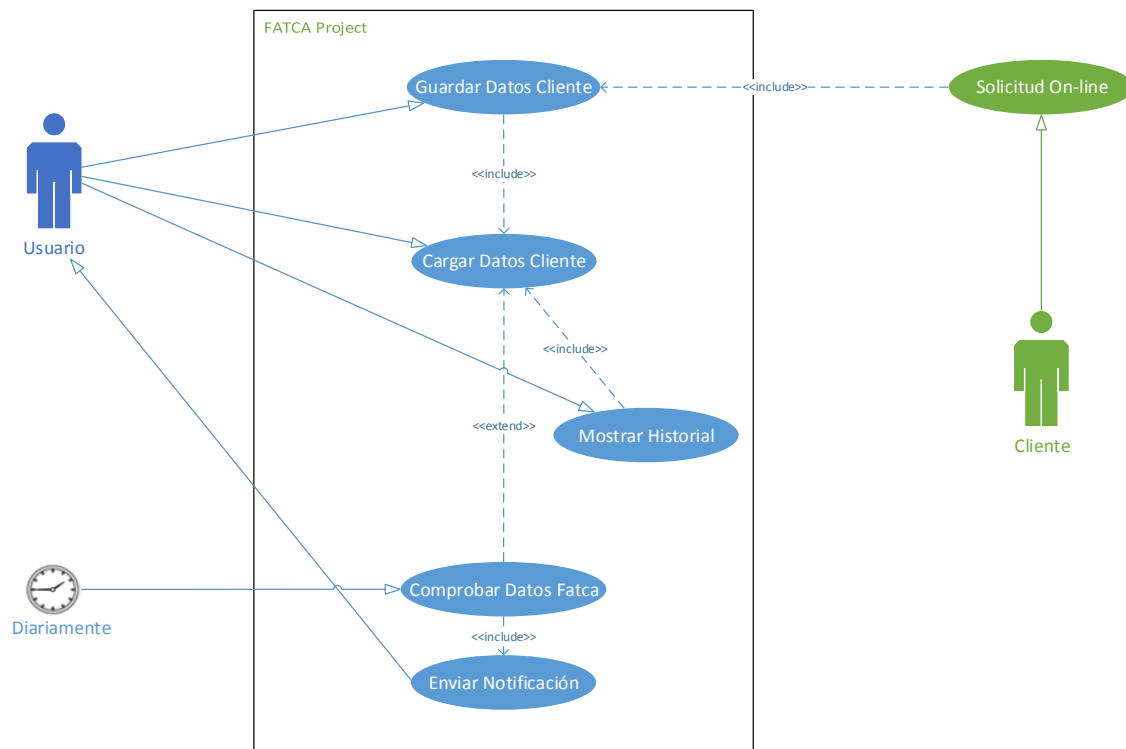 FATCA Project
Guardar Datos Cliente
<<include>>
Solicitud On-line
<<include>>
Usuario
Cargar Datos Cliente
<<include>>
<<extend>>
Mostrar Historial
Cliente
Comprobar Datos Fatca
Diariamente
<<include>>
Enviar Notificación